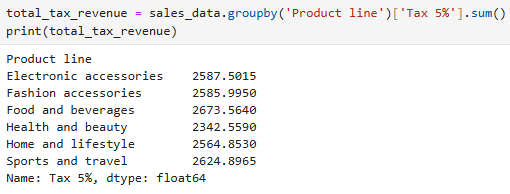 total_tax_revenue = sales_data.groupby('Product line')['Tax 5%'].sum()
print(total_tax_revenue)
Product line
Electronic accessories    2587.5015
Fashion accessories       2585.9950
Food and beverages        2673.5640
Health and beauty         2342.5590
Home and lifestyle        2564.8530
Sports and travel         2624.8965
Name: Tax 5%, dtype: float64